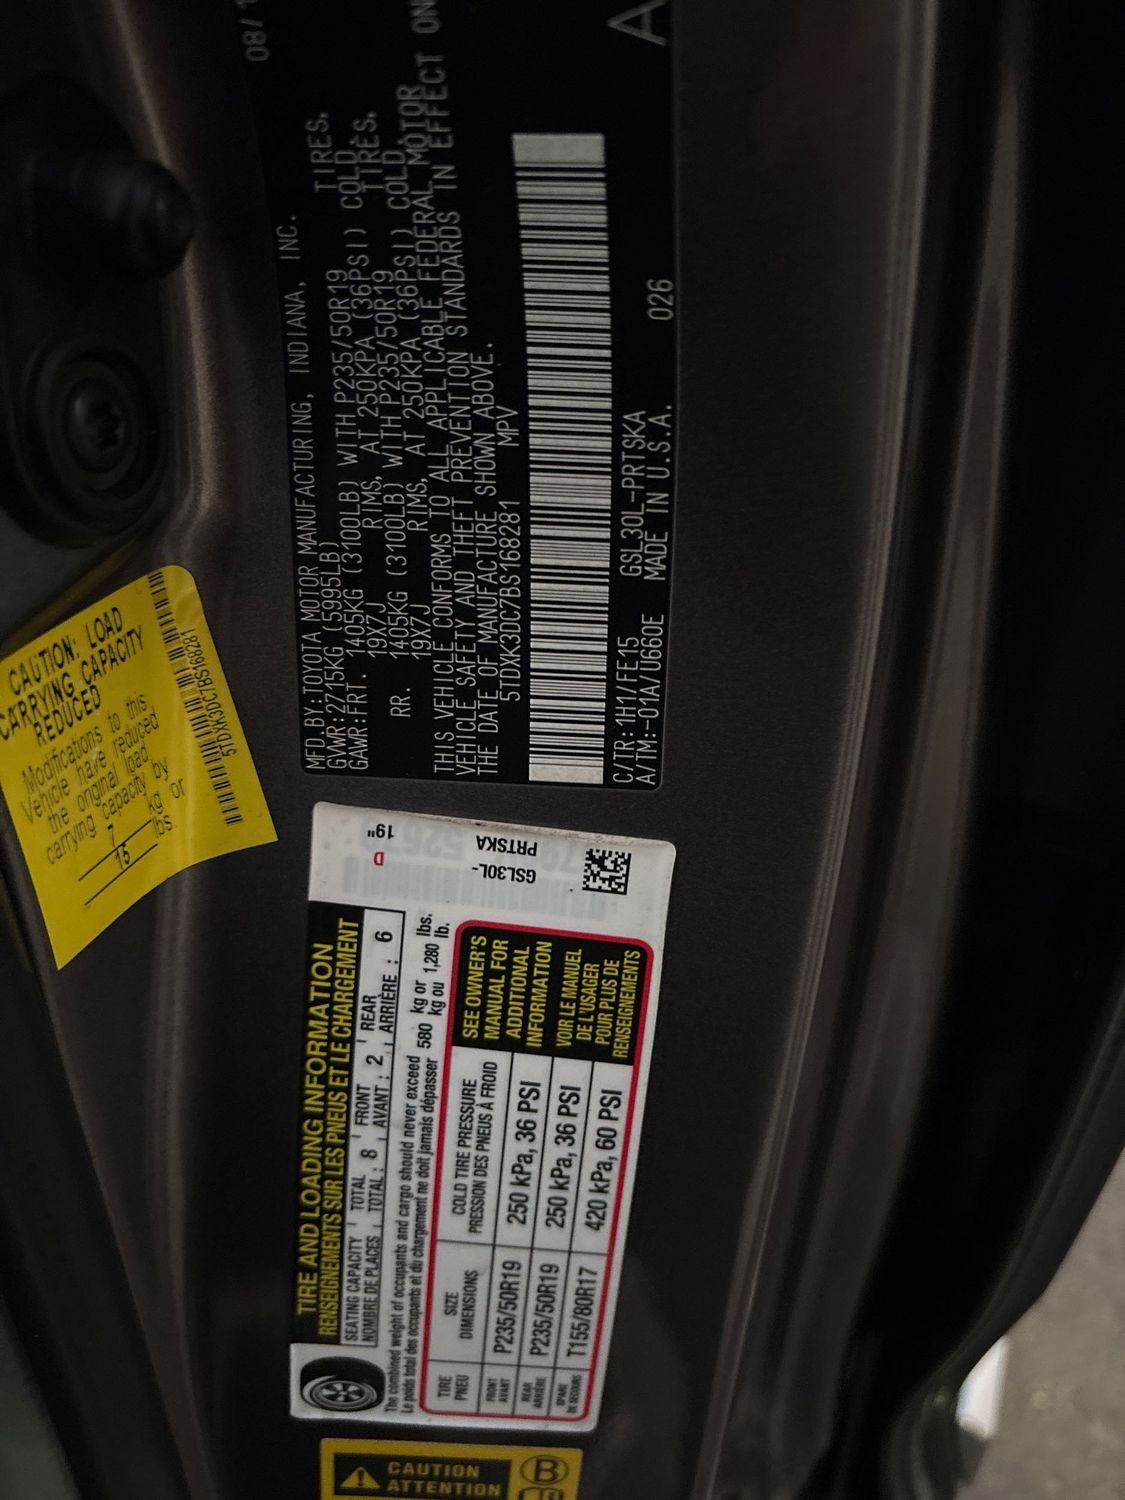 08/1
MFD.BY:TOYOTA MOTOR MANUFACTURING, INDIANA, INC.
GVWR:2715KG (5995LB)
GAWR:FRT. 1405KG (3100LB) WITH P235/50R19 TIRES,
19X7J RIMS, AT 250KPA (36PSI) COLD.
RR. 1405KG (3100LB) WITH P235/50R19 TIRES,
19X7J RIMS, AT 250KPA (36PSI) COLD.
THIS VEHICLE CONFORMS TO ALL APPLICABLE FEDERAL MOTOR
VEHICLE SAFETY AND THEFT PREVENTION STANDARDS IN EFFECT ON
THE DATE OF MANUFACTURE SHOWN ABOVE.
5TDXK3DC7BS168281 MPV
C/TR:1H1/FE15 GSL30L-PRTSKA 026
A/TM:-01A/U660E MADE IN U.S.A.
A
CAUTION: LOAD
CARRYING CAPACITY
REDUCED
Modifications to this
Vehicle have reduced
the original load
carrying capacity by
7 kg or
15 lbs.
5TDXK3DC7BS168281
19"
D
GSL30L-
PRTSKA
TIRE AND LOADING INFORMATION
RENSEIGNEMENTS SUR LES PNEUS ET LE CHARGEMENT
SEATING CAPACITY TOTAL 8 FRONT 2 REAR 6
NOMBRE DE PLACES TOTAL : AVANT : ARRIÈRE :
The combined weight of occupants and cargo should never exceed 580 kg or 1,280 lbs.
Le poids total des occupants et du chargement ne doit jamais dépasser kg ou lb.
TIRE SIZE COLD TIRE PRESSURE
PNEU DIMENSIONS PRESSION DES PNEUS À FROID
FRONT
AVANT
P235/50R19 250 kPa, 36 PSI
REAR
ARRIÈRE
P235/50R19 250 kPa, 36 PSI
SPARE
DE SECOURS
T155/80R17 420 kPa, 60 PSI
SEE OWNER'S
MANUAL FOR
ADDITIONAL
INFORMATION
VOIR LE MANUEL
DE L'USAGER
POUR PLUS DE
RENSEIGNEMENTS
CAUTION
ATTENTION
B